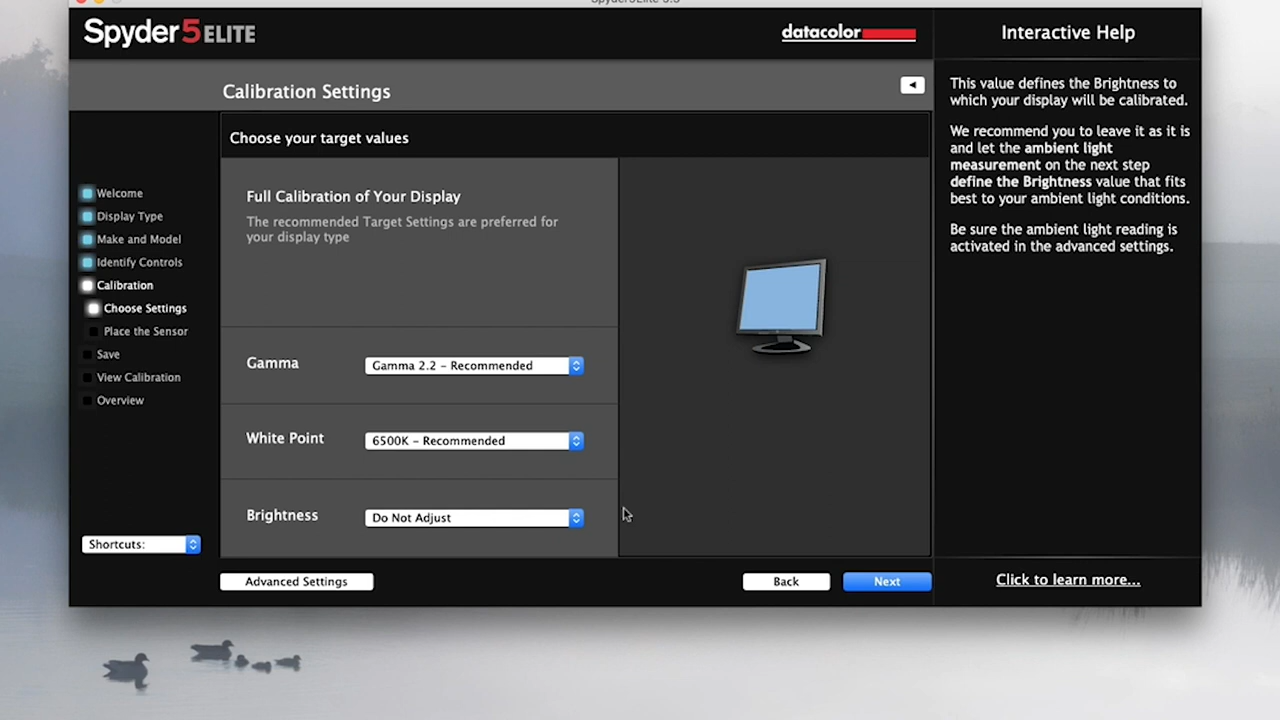 Spyder5ELITE
datacolor
Interactive Help
Calibration Settings
Choose your target values
Welcome
Display Type
Make and Model
Identify Controls
Calibration
Choose Settings
Place the Sensor
Save
View Calibration
Overview
Shortcuts:
Full Calibration of Your Display
The recommended Target Settings are preferred for
your display type
Gamma
Gamma 2.2 – Recommended
White Point
6500K – Recommended
Brightness
Do Not Adjust
Advanced Settings
Back
Next
This value defines the Brightness to
which your display will be calibrated.
We recommend you to leave it as it is
and let the ambient light
measurement on the next step
define the Brightness value that fits
best to your ambient light conditions.
Be sure the ambient light reading is
activated in the advanced settings.
Click to learn more...